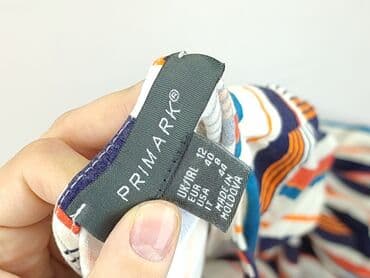 PRIMARK®
UK/IRL 12
EUR 40
USA 8
IT 44
MADE IN
MOLDOVA